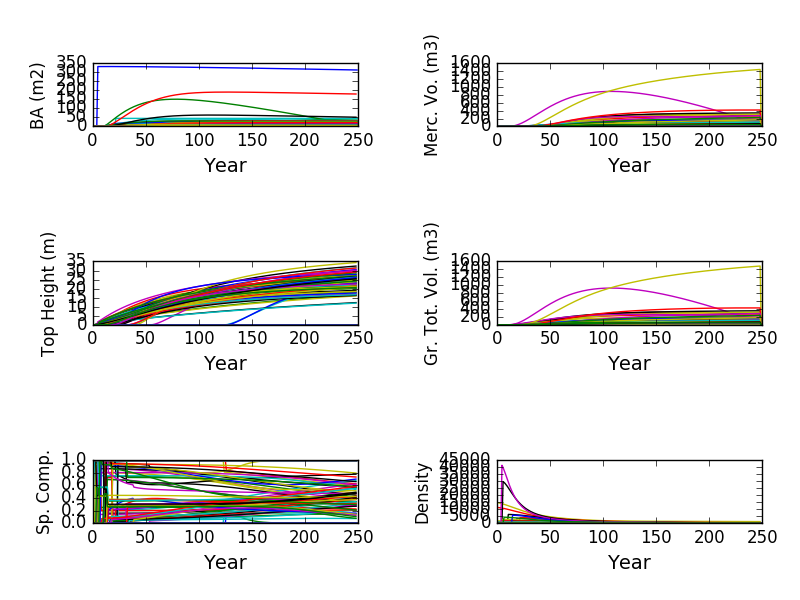 BA (m2)
350
300
250
200
150
100
50
0
0 50 100 150 200 250
Year
Merc. Vo. (m3)
1600
1400
1200
1000
800
600
400
200
0
0 50 100 150 200 250
Year
Top Height (m)
35
30
25
20
15
10
5
0
0 50 100 150 200 250
Year
Gr. Tot. Vol. (m3)
1600
1400
1200
1000
800
600
400
200
0
0 50 100 150 200 250
Year
Sp. Comp.
1.0
0.8
0.6
0.4
0.2
0.0
0 50 100 150 200 250
Year
Density
45000
40000
35000
30000
25000
20000
15000
10000
5000
0
0 50 100 150 200 250
Year